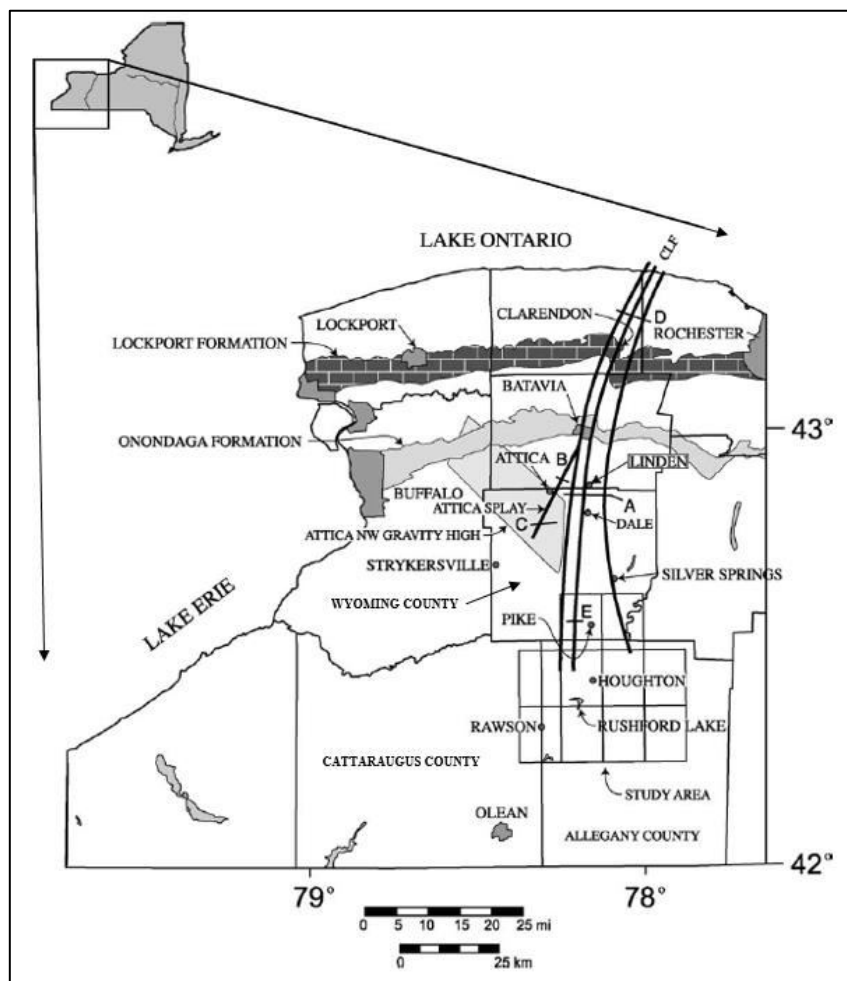 LAKE ONTARIO
CLF
CLARENDON
D
LOCKPORT
ROCHESTER
LOCKPORT FORMATION
BATAVIA
43°
ONONDAGA FORMATION
ATTICA
B
LINDEN
BUFFALO
ATTICA SPLAY
A
C
DALE
ATTICA NW GRAVITY HIGH
STRYKERSVILLE
SILVER SPRINGS
WYOMING COUNTY
LAKE ERIE
PIKE
E
HOUGHTON
RAWSON
RUSHFORD LAKE
CATTARAUGUS COUNTY
STUDY AREA
OLEAN
ALLEGANY COUNTY
42°
79°
78°
0 5 10 15 20 25 mi
0 25 km